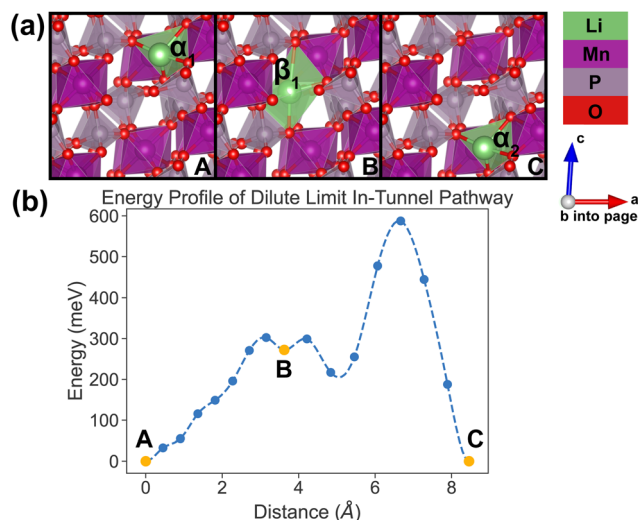 (a)
α1
A
β1
B
α2
C
Li
Mn
P
O
c
a
b into page
(b)
Energy Profile of Dilute Limit In-Tunnel Pathway
Energy (meV)
600
500
400
300
200
100
0
A
B
C
0
2
4
6
8
Distance (Å)